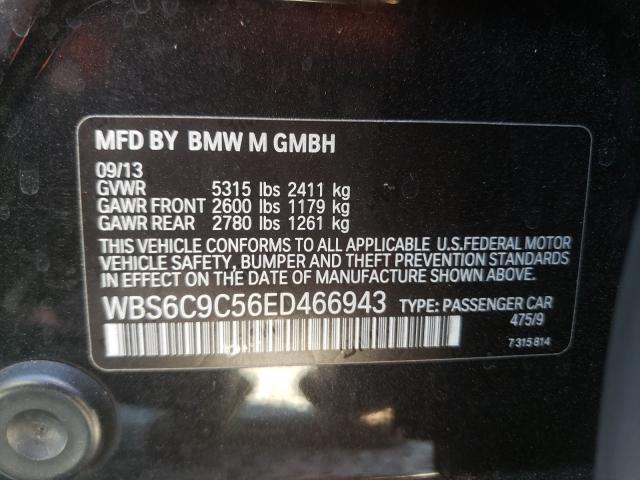 MFD BY BMW M GMBH
09/13
GVWR 5315 lbs 2411 kg
GAWR FRONT 2600 lbs 1179 kg
GAWR REAR 2780 lbs 1261 kg
THIS VEHICLE CONFORMS TO ALL APPLICABLE U.S.FEDERAL MOTOR
VEHICLE SAFETY, BUMPER AND THEFT PREVENTION STANDARDS
IN EFFECT ON THE DATE OF MANUFACTURE SHOWN ABOVE.
WBS6C9C56ED466943 TYPE: PASSENGER CAR
475/9
7 315 814